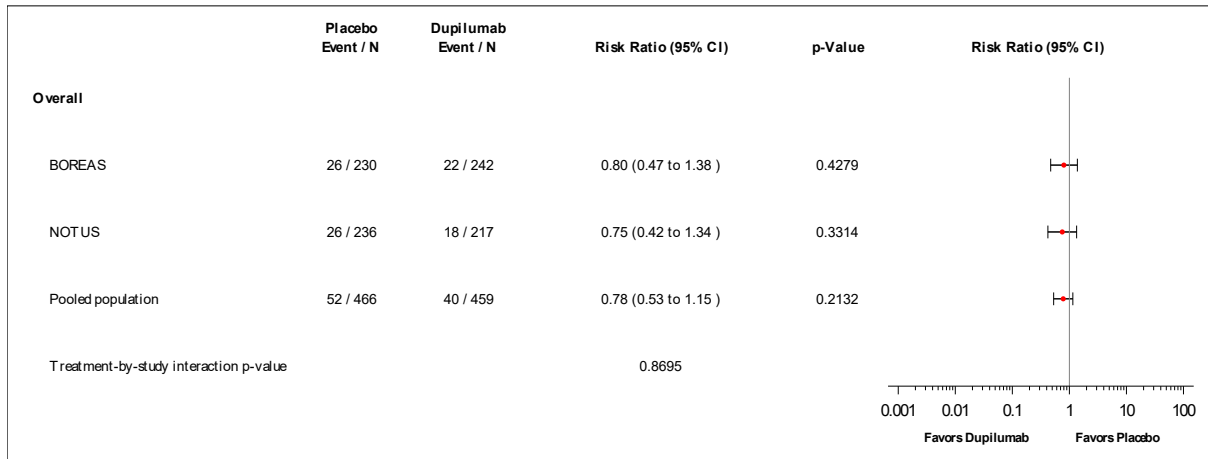 Placebo Dupilumab
Event / N Event / N Risk Ratio (95% CI) p-Value Risk Ratio (95% CI)
Overall
BOREAS 26 / 230 22 / 242 0.80 (0.47 to 1.38 ) 0.4279
NOTUS 26 / 236 18 / 217 0.75 (0.42 to 1.34 ) 0.3314
Pooled population 52 / 466 40 / 459 0.78 (0.53 to 1.15 ) 0.2132
Treatment-by-study interaction p-value 0.8695
0.001 0.01 0.1 1 10 100
Favors Dupilumab Favors Placebo